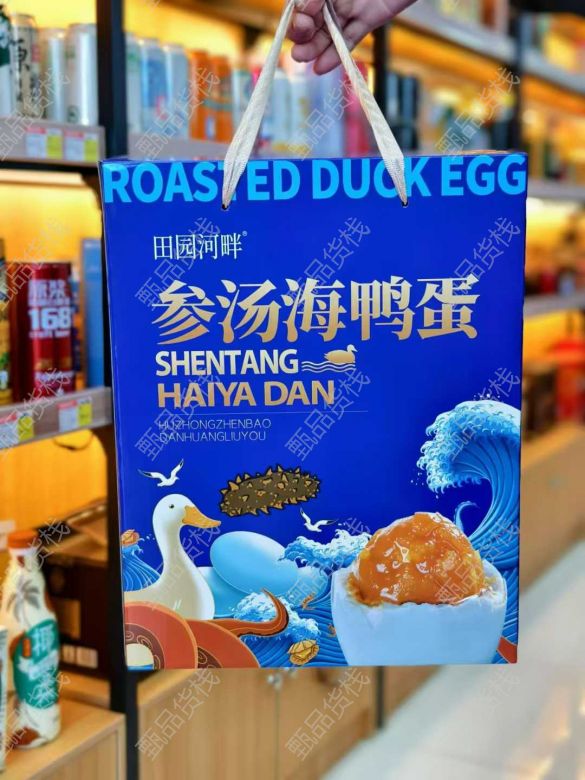 ROASTED DUCK EGG
田园河畔®
参汤海鸭蛋
SHENTANG
HAIYA DAN
HUZHONGZHENBAO
DANHUANGLIUYOU
168
甄品货栈